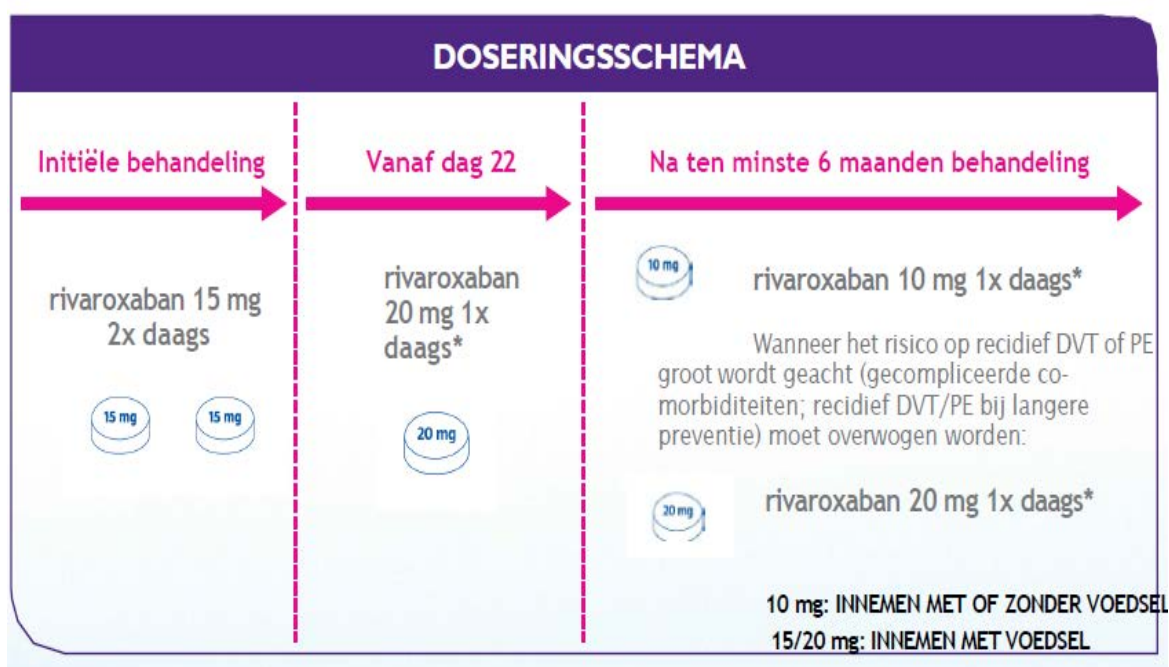 DOSERINGSSCHEMA
Initiële behandeling
rivaroxaban 15 mg
2x daags
15 mg
15 mg
Vanaf dag 22
rivaroxaban
20 mg 1x
daags*
20 mg
Na ten minste 6 maanden behandeling
10 mg
rivaroxaban 10 mg 1x daags*
Wanneer het risico op recidief DVT of PE
groot wordt geacht (gecompliceerde co-
morbiditeiten; recidief DVT/PE bij langere
preventie) moet overwogen worden:
20 mg
rivaroxaban 20 mg 1x daags*
10 mg: INNEMEN MET OF ZONDER VOEDSEL
15/20 mg: INNEMEN MET VOEDSEL